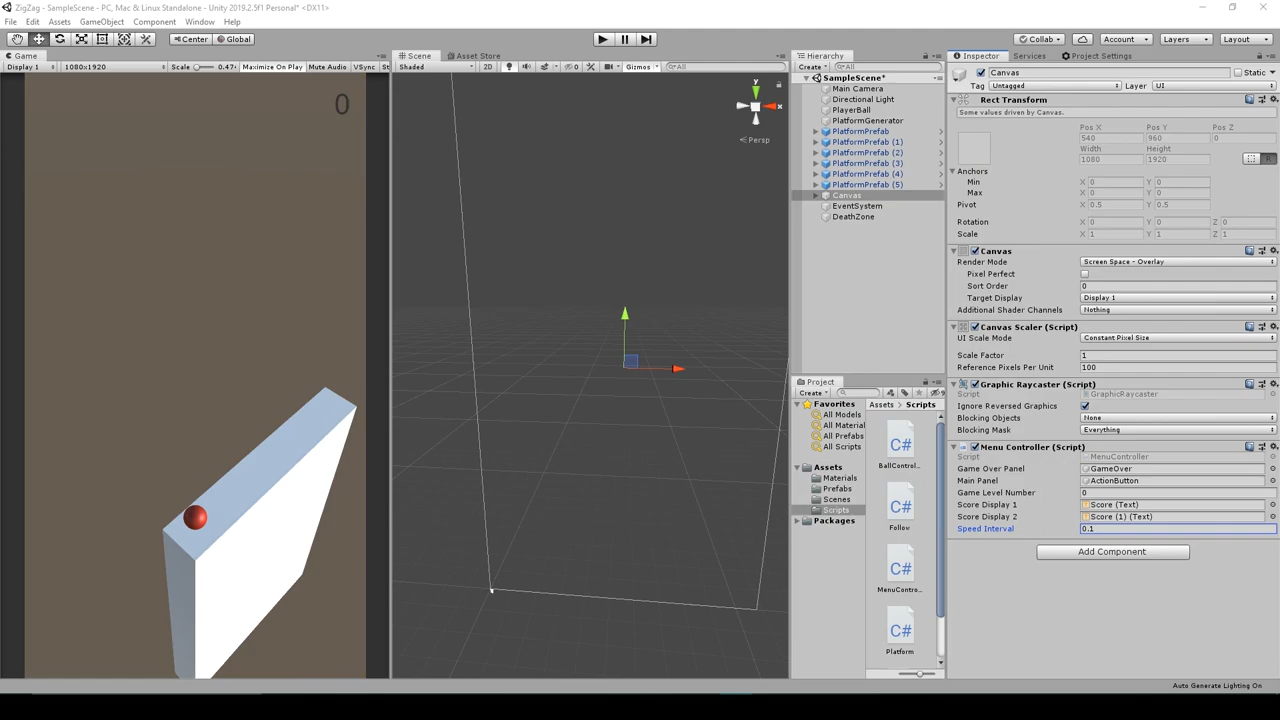 ZigZag - SampleScene - PC, Mac & Linux Standalone - Unity 2019.2.5f1 Personal* <DX11>
File Edit Assets GameObject Component Window Help
Center Global Collab Account Layers Layout
Game
Display 1 1080x1920 Scale 0.47x Maximize On Play Mute Audio VSync St
0
Scene Asset Store
Shaded 2D 0 Gizmos All
y
x
Persp
Hierarchy
Create All
SampleScene*
Main Camera
Directional Light
PlayerBall
PlatformGenerator
PlatformPrefab
PlatformPrefab (1)
PlatformPrefab (2)
PlatformPrefab (3)
PlatformPrefab (4)
PlatformPrefab (5)
Canvas
EventSystem
DeathZone
Project
Create
Favorites
All Models
All Material
All Prefabs
All Scripts
Assets
Materials
Prefabs
Scenes
Scripts
Packages
Assets Scripts
C#
BallControl...
C#
Follow
C#
MenuContro...
C#
Platform
Inspector Services Project Settings
Canvas Static
Tag Untagged Layer UI
Rect Transform
Some values driven by Canvas.
Pos X Pos Y Pos Z
540 960 0
Width Height
1080 1920
R
Anchors
Min X 0 Y 0
Max X 0 Y 0
Pivot X 0.5 Y 0.5
Rotation X 0 Y 0 Z 0
Scale X 1 Y 1 Z 1
Canvas
Render Mode Screen Space - Overlay
Pixel Perfect
Sort Order 0
Target Display Display 1
Additional Shader Channels Nothing
Canvas Scaler (Script)
UI Scale Mode Constant Pixel Size
Scale Factor 1
Reference Pixels Per Unit 100
Graphic Raycaster (Script)
Script GraphicRaycaster
Ignore Reversed Graphics
Blocking Objects None
Blocking Mask Everything
Menu Controller (Script)
Script MenuController
Game Over Panel GameOver
Main Panel ActionButton
Game Level Number 0
Score Display 1 Score (Text)
Score Display 2 Score (1) (Text)
Speed Interval 0.1
Add Component
Auto Generate Lighting On